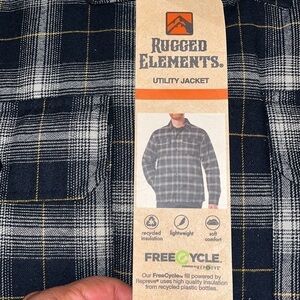 RUGGED
ELEMENTS®
UTILITY JACKET
recycled insulation
lightweight
soft comfort
FREECYCLE
REPREVE
Our FreeCycle® fill powered by
Repreve® uses high quality insulation
from recycled plastic bottles.